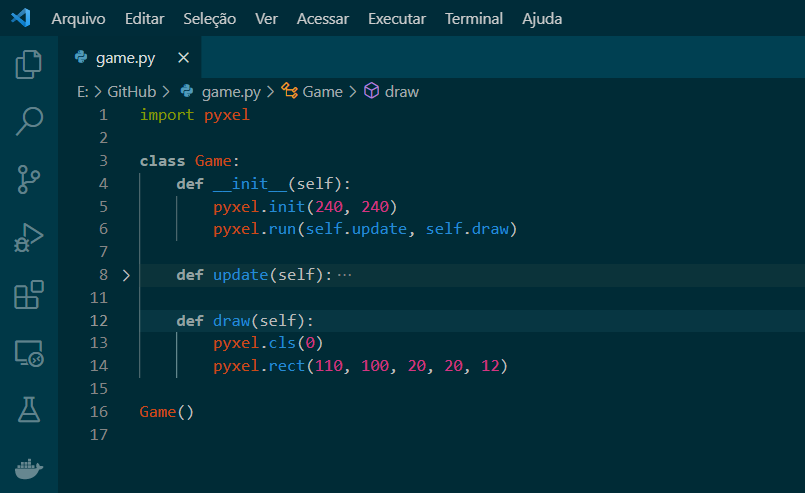 Arquivo Editar Seleção Ver Acessar Executar Terminal Ajuda
game.py
E: > GitHub > game.py > Game > draw
1 import pyxel
2
3 class Game:
4     def __init__(self):
5         pyxel.init(240, 240)
6         pyxel.run(self.update, self.draw)
7
8     def update(self): ···
11
12     def draw(self):
13         pyxel.cls(0)
14         pyxel.rect(110, 100, 20, 20, 12)
15
16 Game()
17